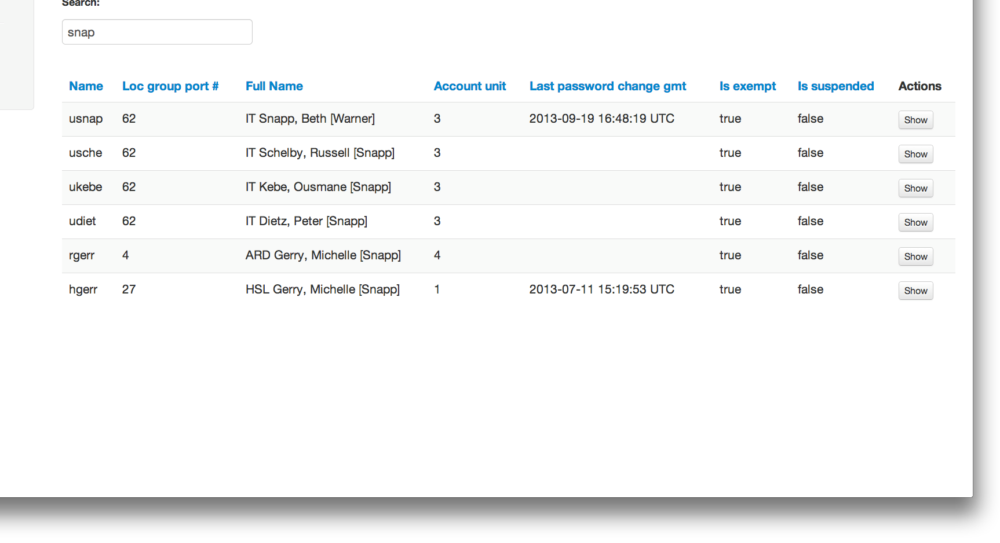 Search:
snap
Name Loc group port # Full Name Account unit Last password change gmt Is exempt Is suspended Actions
usnap 62 IT Snapp, Beth [Warner] 3 2013-09-19 16:48:19 UTC true false Show
usche 62 IT Schelby, Russell [Snapp] 3 true false Show
ukebe 62 IT Kebe, Ousmane [Snapp] 3 true false Show
udiet 62 IT Dietz, Peter [Snapp] 3 true false Show
rgerr 4 ARD Gerry, Michelle [Snapp] 4 true false Show
hgerr 27 HSL Gerry, Michelle [Snapp] 1 2013-07-11 15:19:53 UTC true false Show